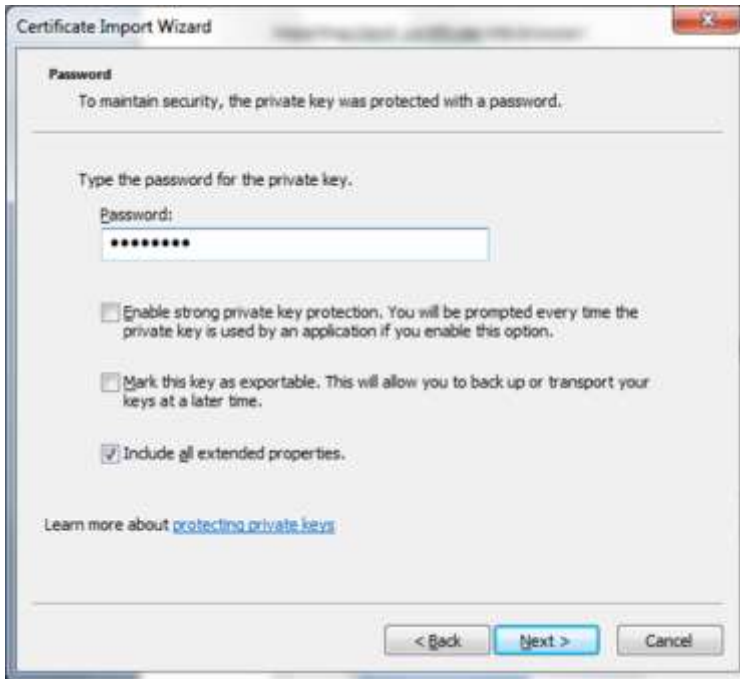 Certificate Import Wizard
Password
To maintain security, the private key was protected with a password.
Type the password for the private key.
Password:
••••••••
Enable strong private key protection. You will be prompted every time the
private key is used by an application if you enable this option.
Mark this key as exportable. This will allow you to back up or transport your
keys at a later time.
Include all extended properties.
Learn more about protecting private keys
< Back
Next >
Cancel